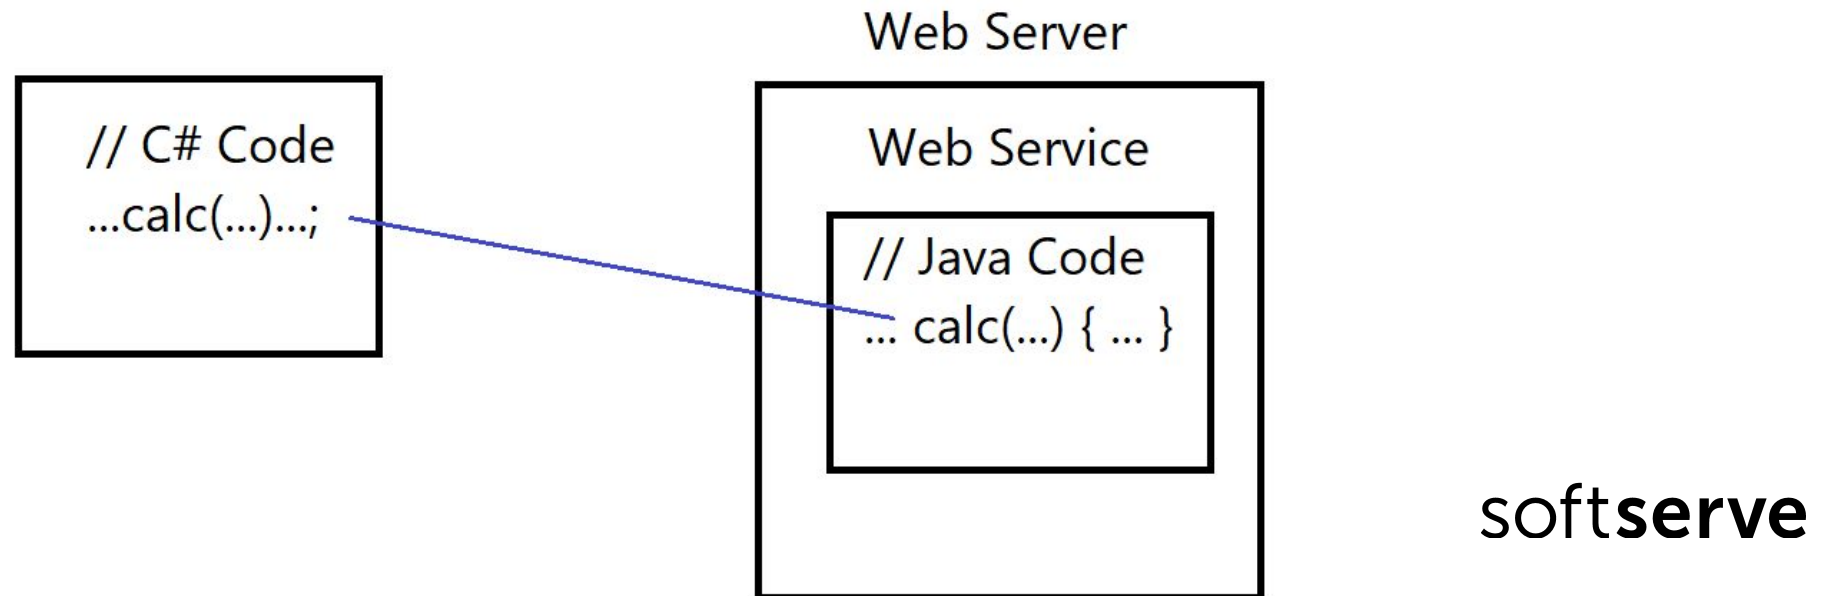 // C# Code
...calc(...)...;
Web Server
Web Service
// Java Code
... calc(...) { ... }
softserve